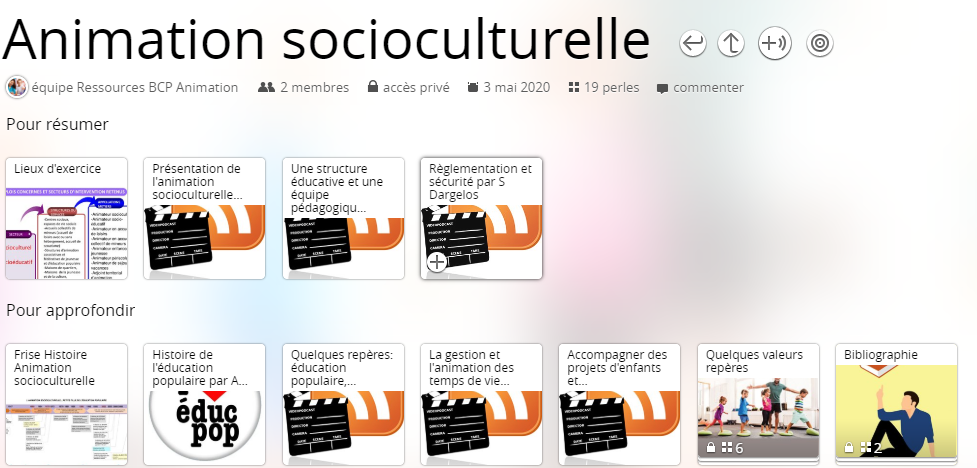 Animation socioculturelle
équipe Ressources BCP Animation 2 membres accès privé 3 mai 2020 19 perles commenter
Pour résumer
Lieux d'exercice
Présentation de
l'animation
socioculturelle...
Une structure
éducative et une
équipe
pédagogiqu...
Règlementation et
sécurité par S
Dargelos
Pour approfondir
Frise Histoire
Animation
socioculturelle
Histoire de
l'éducation
populaire par A...
éduc
pop
Quelques repères:
éducation
populaire,...
La gestion et
l'animation des
temps de vie...
Accompagner des
projets d'enfants
et...
Quelques valeurs
repères
6
Bibliographie
2